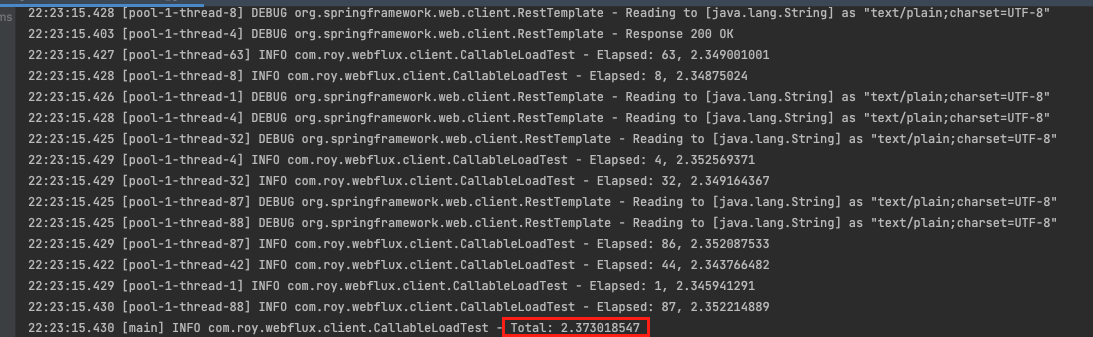 ms
22:23:15.428 [pool-1-thread-8] DEBUG org.springframework.web.client.RestTemplate - Reading to [java.lang.String] as "text/plain;charset=UTF-8"
22:23:15.403 [pool-1-thread-4] DEBUG org.springframework.web.client.RestTemplate - Response 200 OK
22:23:15.427 [pool-1-thread-63] INFO com.roy.webflux.client.CallableLoadTest - Elapsed: 63, 2.349001001
22:23:15.428 [pool-1-thread-8] INFO com.roy.webflux.client.CallableLoadTest - Elapsed: 8, 2.34875024
22:23:15.426 [pool-1-thread-1] DEBUG org.springframework.web.client.RestTemplate - Reading to [java.lang.String] as "text/plain;charset=UTF-8"
22:23:15.428 [pool-1-thread-4] DEBUG org.springframework.web.client.RestTemplate - Reading to [java.lang.String] as "text/plain;charset=UTF-8"
22:23:15.425 [pool-1-thread-32] DEBUG org.springframework.web.client.RestTemplate - Reading to [java.lang.String] as "text/plain;charset=UTF-8"
22:23:15.429 [pool-1-thread-4] INFO com.roy.webflux.client.CallableLoadTest - Elapsed: 4, 2.352569371
22:23:15.429 [pool-1-thread-32] INFO com.roy.webflux.client.CallableLoadTest - Elapsed: 32, 2.349164367
22:23:15.429 [pool-1-thread-87] DEBUG org.springframework.web.client.RestTemplate - Reading to [java.lang.String] as "text/plain;charset=UTF-8"
22:23:15.425 [pool-1-thread-88] DEBUG org.springframework.web.client.RestTemplate - Reading to [java.lang.String] as "text/plain;charset=UTF-8"
22:23:15.429 [pool-1-thread-87] INFO com.roy.webflux.client.CallableLoadTest - Elapsed: 86, 2.352087533
22:23:15.422 [pool-1-thread-42] INFO com.roy.webflux.client.CallableLoadTest - Elapsed: 44, 2.343766482
22:23:15.429 [pool-1-thread-1] INFO com.roy.webflux.client.CallableLoadTest - Elapsed: 1, 2.345941291
22:23:15.430 [pool-1-thread-88] INFO com.roy.webflux.client.CallableLoadTest - Elapsed: 87, 2.352214889
22:23:15.430 [main] INFO com.roy.webflux.client.CallableLoadTest - Total: 2.373018547